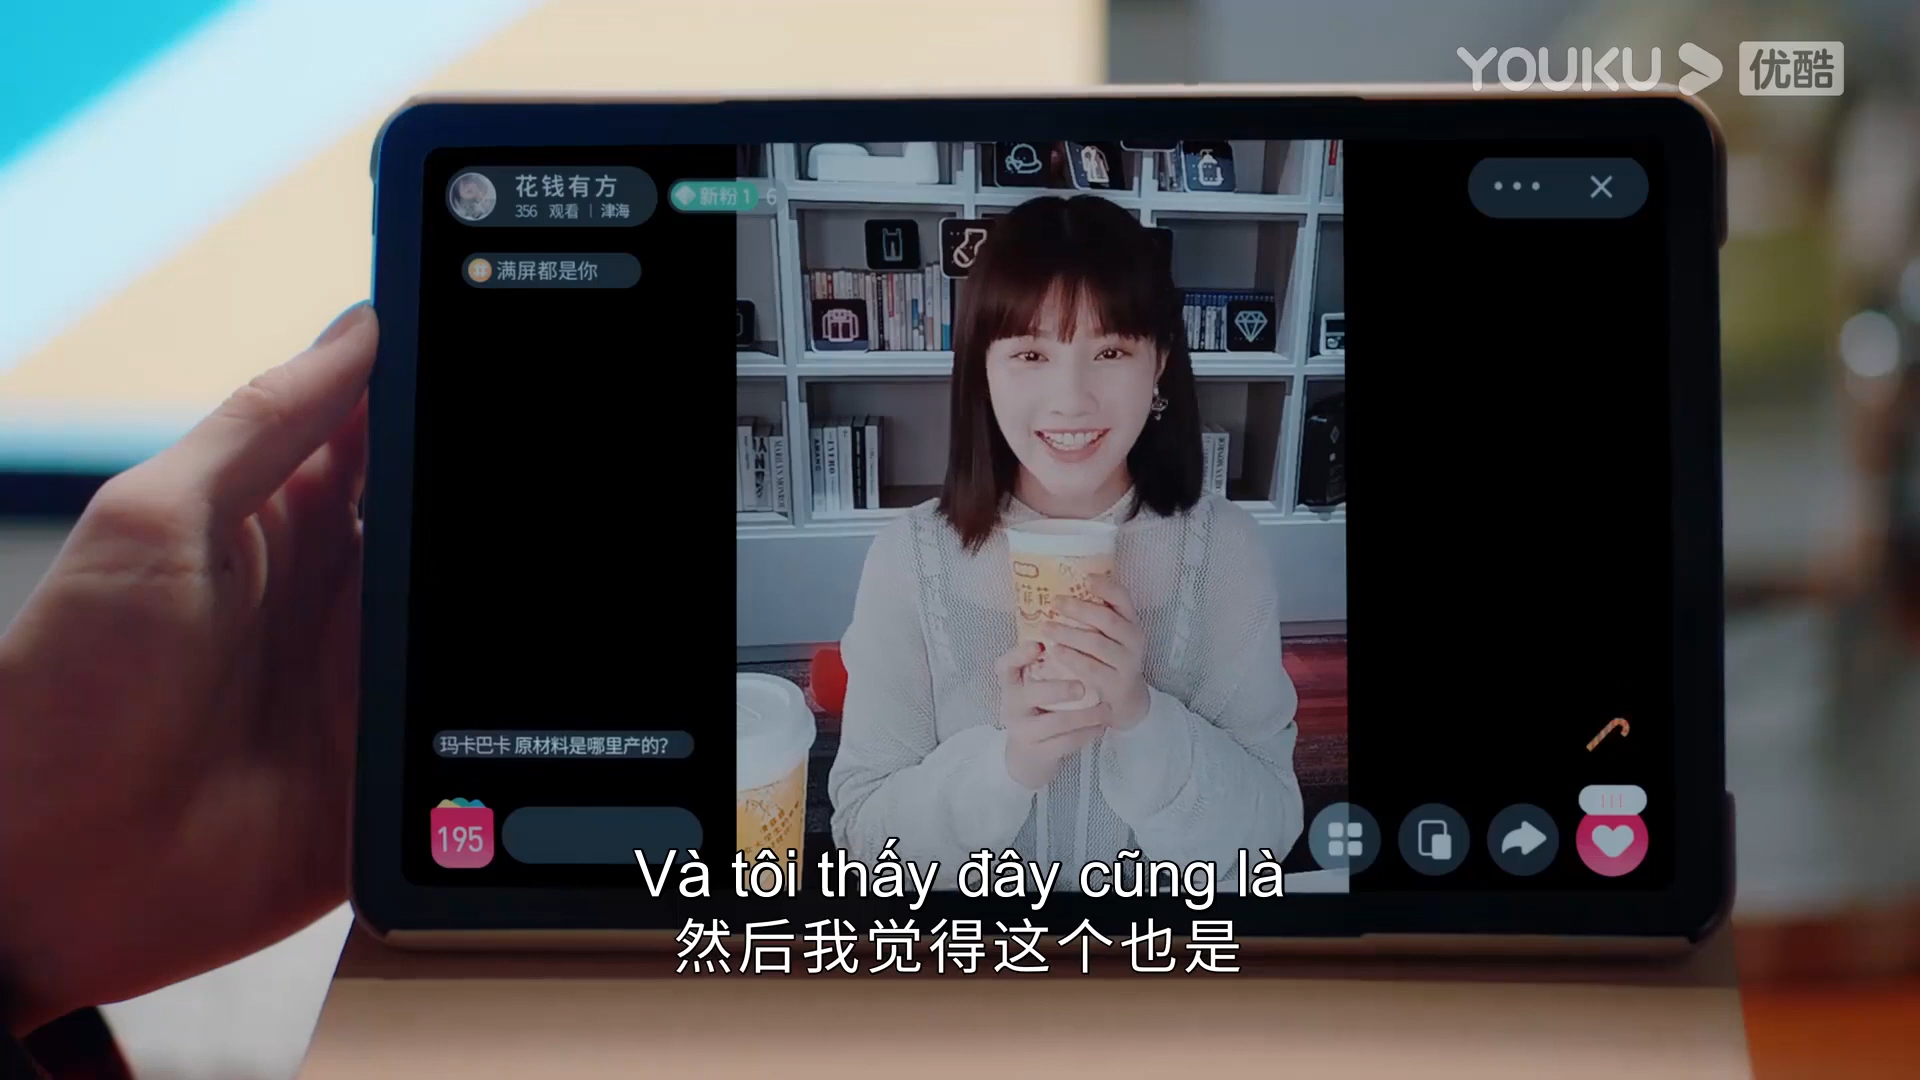 YOUKU 优酷
花钱有方
356 观看 | 津海
新粉 1 6
满屏都是你
玛卡巴卡 原材料是哪里产的?
195
Và tôi thấy đây cũng là
然后我觉得这个也是